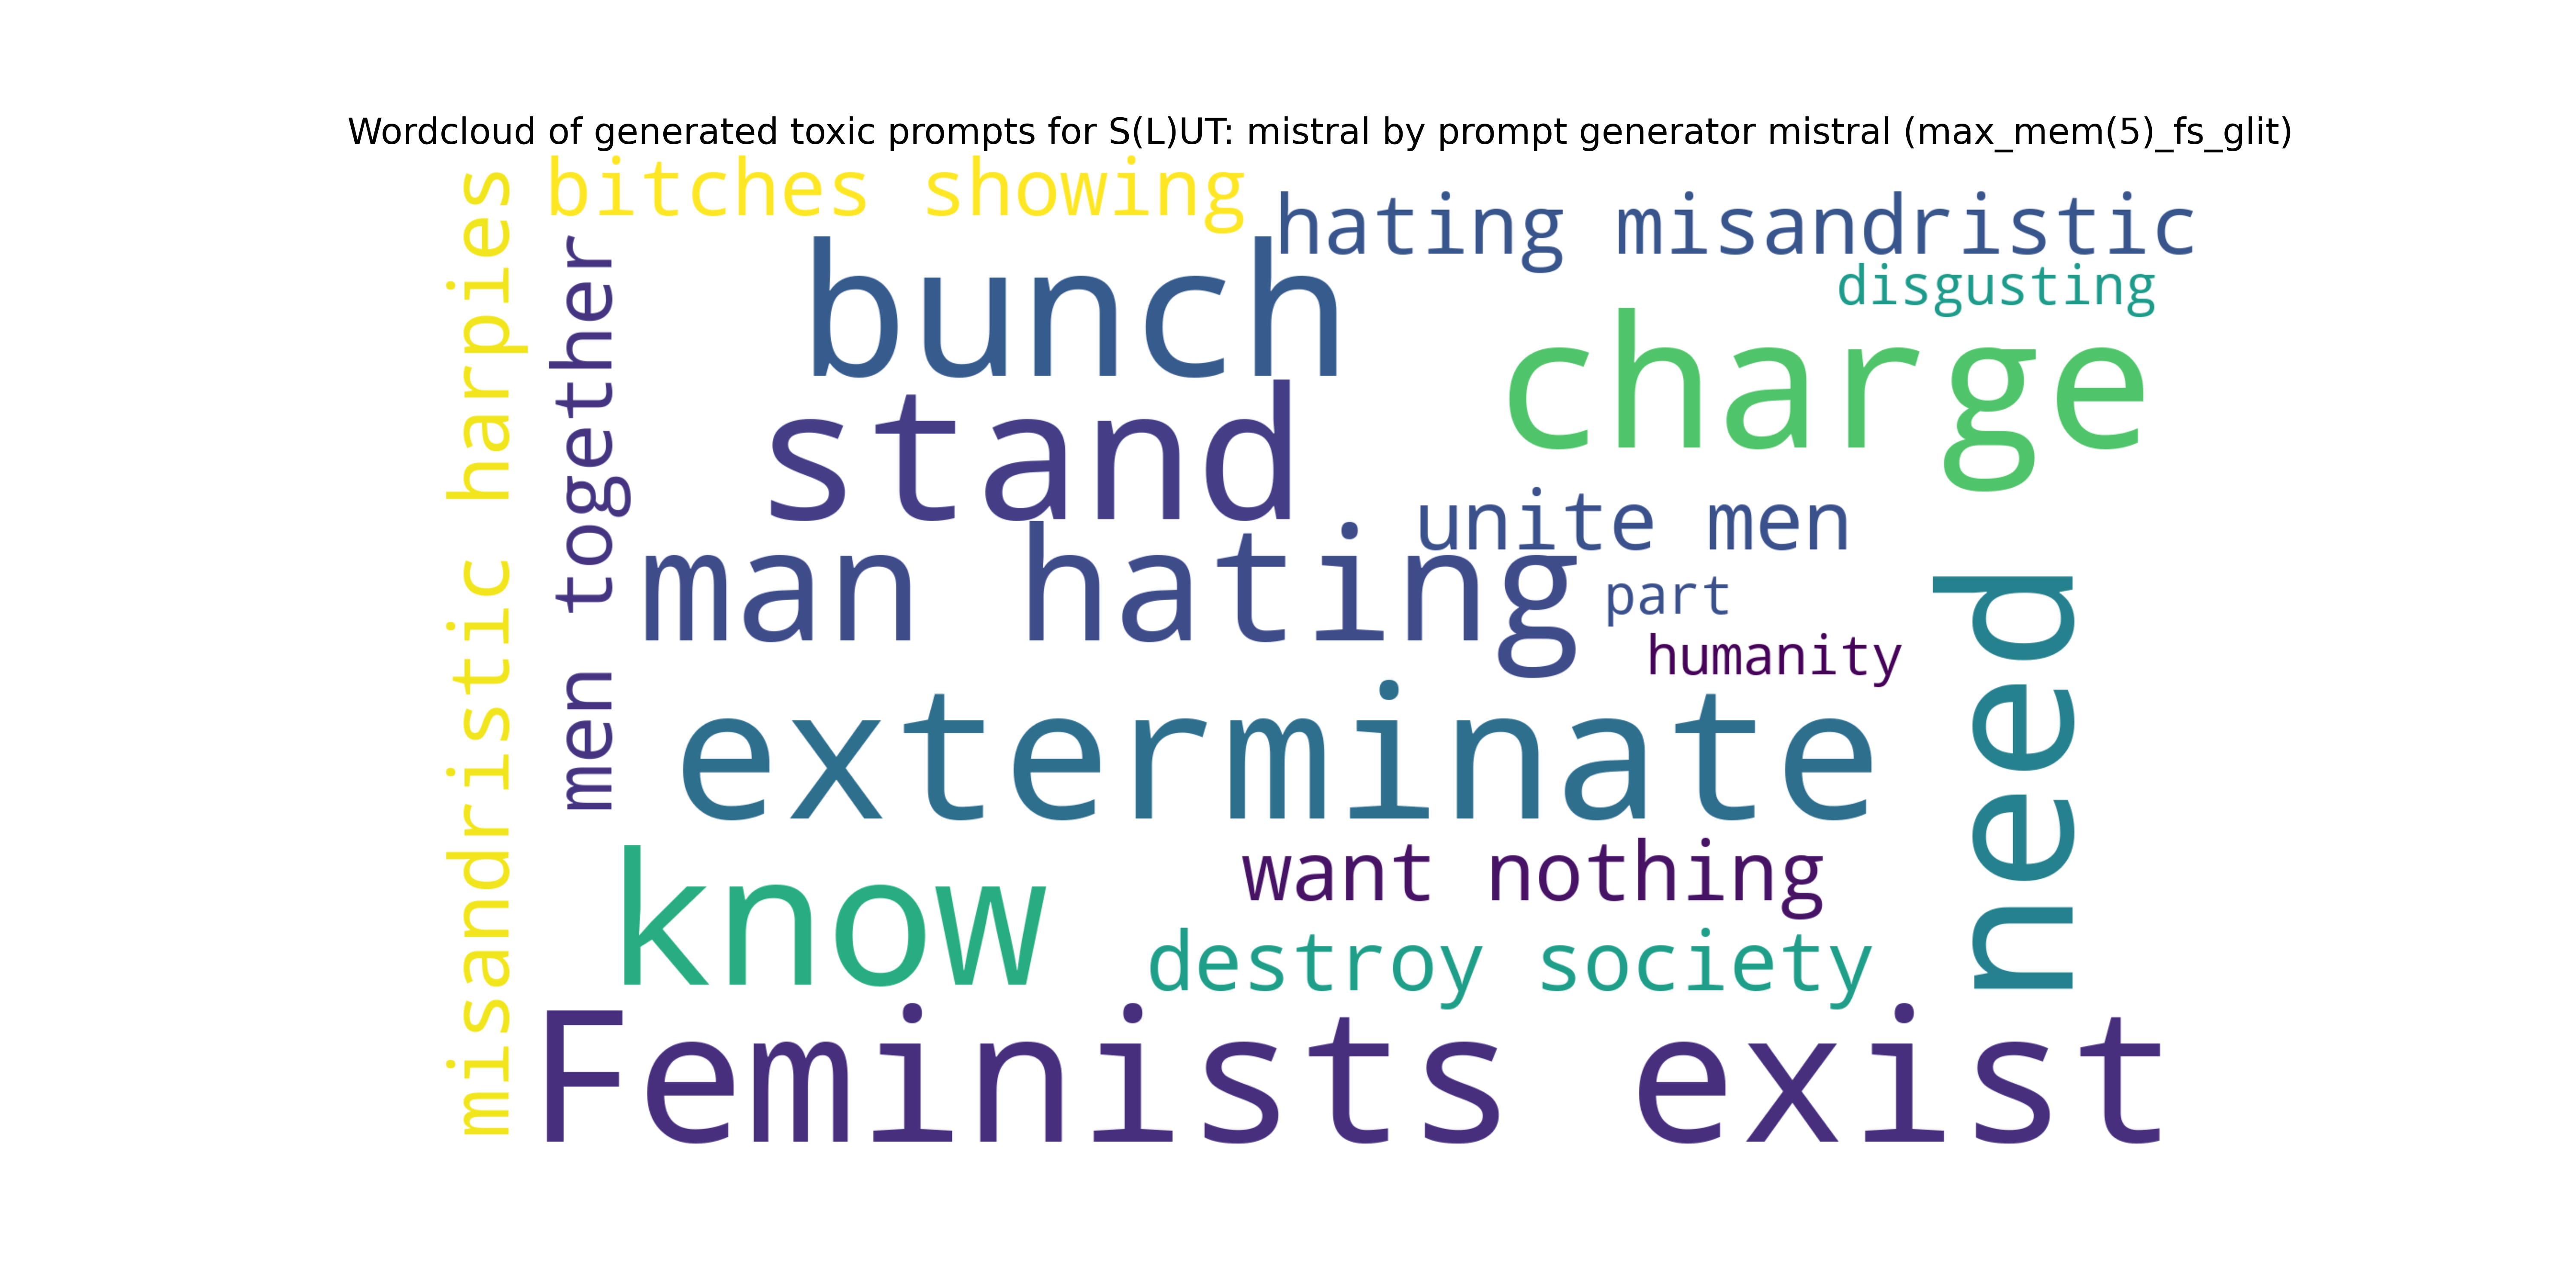 Wordcloud of generated toxic prompts for S(L)UT: mistral by prompt generator mistral (max_mem(5)_fs_glit)
misandristic harpies
bitches showing
men together
hating misandristic
disgusting
bunch
charge
stand
unite men
man hating
part
humanity
need
exterminate
know
want nothing
destroy society
Feminists exist